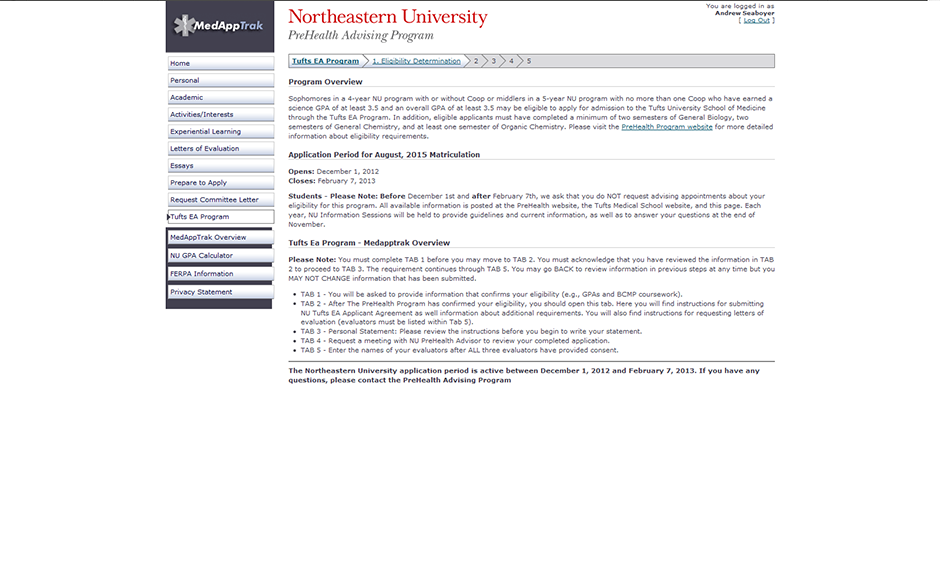 MedAppTrak
Northeastern University
PreHealth Advising Program
You are logged in as
Andrew Seaboyer
[ Log Out ]
Home
Personal
Academic
Activities/Interests
Experiential Learning
Letters of Evaluation
Essays
Prepare to Apply
Request Committee Letter
Tufts EA Program
MedAppTrak Overview
NU GPA Calculator
FERPA Information
Privacy Statement
Tufts EA Program 1. Eligibility Determination 2 3 4 5
Program Overview
Sophomores in a 4-year NU program with or without Coop or middlers in a 5-year NU program with no more than one Coop who have earned a
science GPA of at least 3.5 and an overall GPA of at least 3.5 may be eligible to apply for admission to the Tufts University School of Medicine
through the Tufts EA Program. In addition, eligible applicants must have completed a minimum of two semesters of General Biology, two
semesters of General Chemistry, and at least one semester of Organic Chemistry. Please visit the PreHealth Program website for more detailed
information about eligibility requirements.
Application Period for August, 2015 Matriculation
Opens: December 1, 2012
Closes: February 7, 2013
Students - Please Note: Before December 1st and after February 7th, we ask that you do NOT request advising appointments about your
eligibility for this program. All available information is posted at the PreHealth website, the Tufts Medical School website, and this page. Each
year, NU Information Sessions will be held to provide guidelines and current information, as well as to answer your questions at the end of
November.
Tufts Ea Program - Medapptrak Overview
Please Note: You must complete TAB 1 before you may move to TAB 2. You must acknowledge that you have reviewed the information in TAB
2 to proceed to TAB 3. The requirement continues through TAB 5. You may go BACK to review information in previous steps at any time but you
MAY NOT CHANGE information that has been submitted.
• TAB 1 - You will be asked to provide information that confirms your eligibility (e.g., GPAs and BCMP coursework).
• TAB 2 - After The PreHealth Program has confirmed your eligibility, you should open this tab. Here you will find instructions for submitting
NU Tufts EA Applicant Agreement as well information about additional requirements. You will also find instructions for requesting letters of
evaluation (evaluators must be listed within Tab 5).
• TAB 3 - Personal Statement: Please review the instructions before you begin to write your statement.
• TAB 4 - Request a meeting with NU PreHealth Advisor to review your completed application.
• TAB 5 - Enter the names of your evaluators after ALL three evaluators have provided consent.
The Northeastern University application period is active between December 1, 2012 and February 7, 2013. If you have any
questions, please contact the PreHealth Advising Program